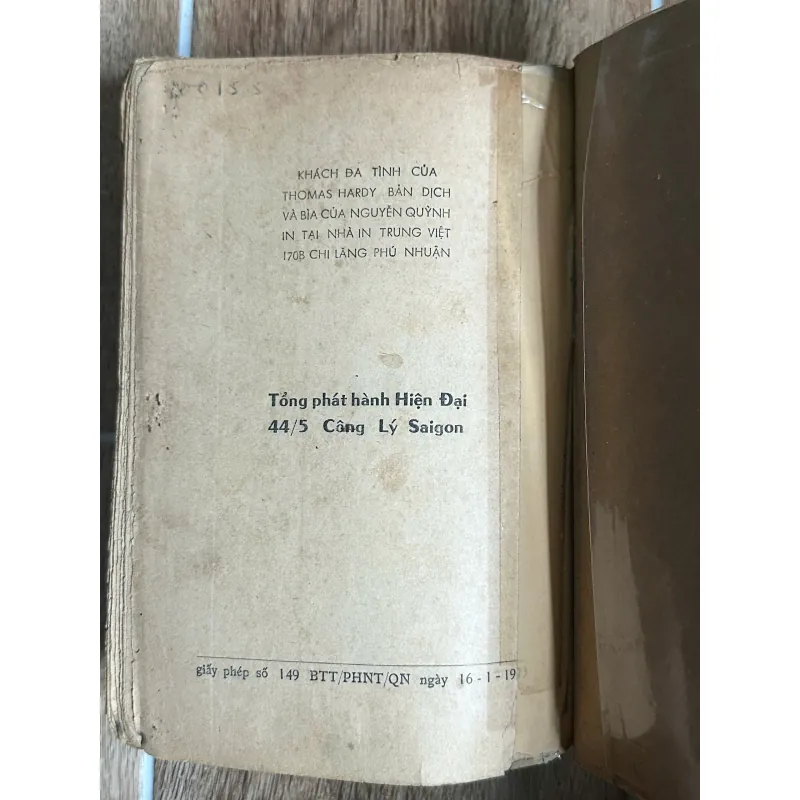 KHÁCH ĐA TÌNH CỦA
THOMAS HARDY BẢN DỊCH
VÀ BÌA CỦA NGUYỄN QUỲNH
IN TẠI NHÀ IN TRUNG VIỆT
170B CHI LĂNG PHÚ NHUẬN
Tổng phát hành Hiện Đại
44/5 Công Lý Saigon
giấy phép số 149 BTT/PHNT/QN ngày 16 - 1 -